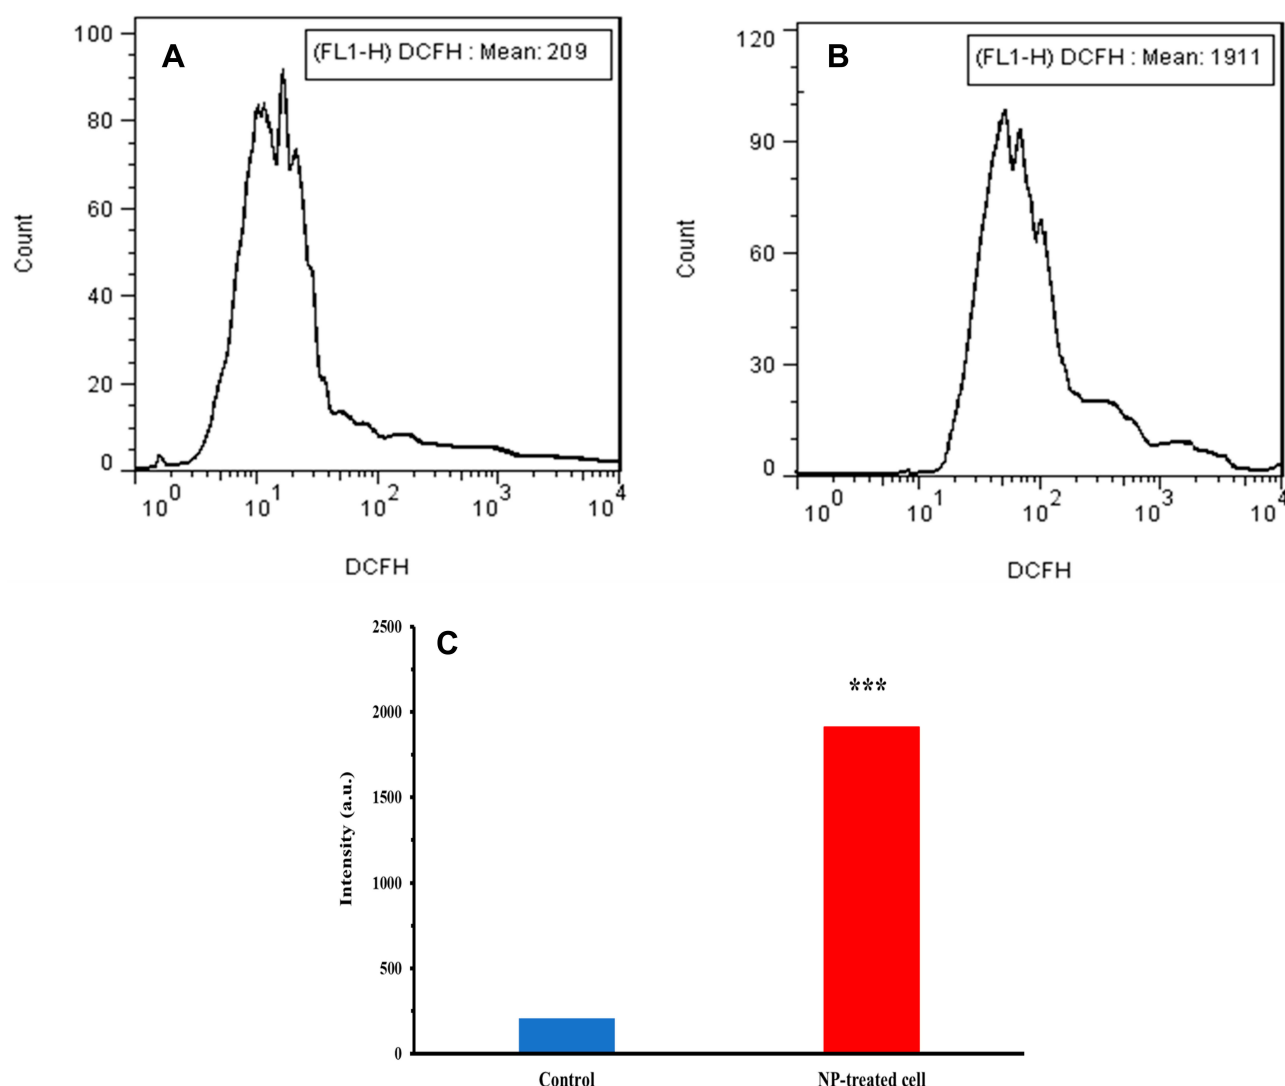 A
(FL1-H) DCFH : Mean: 209
100
80
60
40
20
0
Count
10^0 10^1 10^2 10^3 10^4
DCFH
B
(FL1-H) DCFH : Mean: 1911
120
90
60
30
0
Count
10^0 10^1 10^2 10^3 10^4
DCFH
C
***
2500
2000
1500
1000
500
0
Intensity (a.u.)
Control NP-treated cell